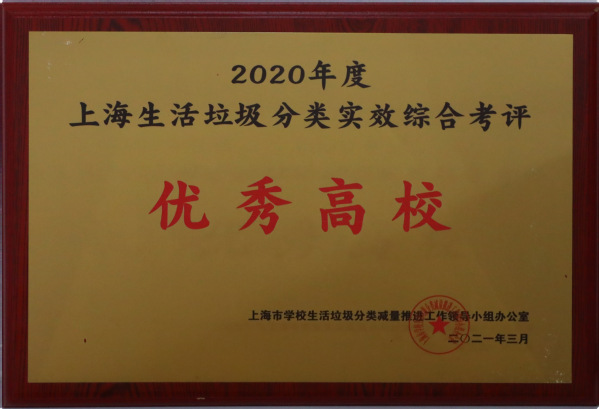 2020年度
上海生活垃圾分类实效综合考评
优秀高校
上海市学校生活垃圾分类减量推进工作领导小组办公室
二〇二一年三月